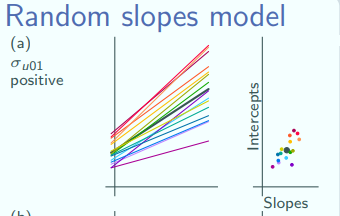 Random slopes model
(a)
σu01
positive
Intercepts
Slopes